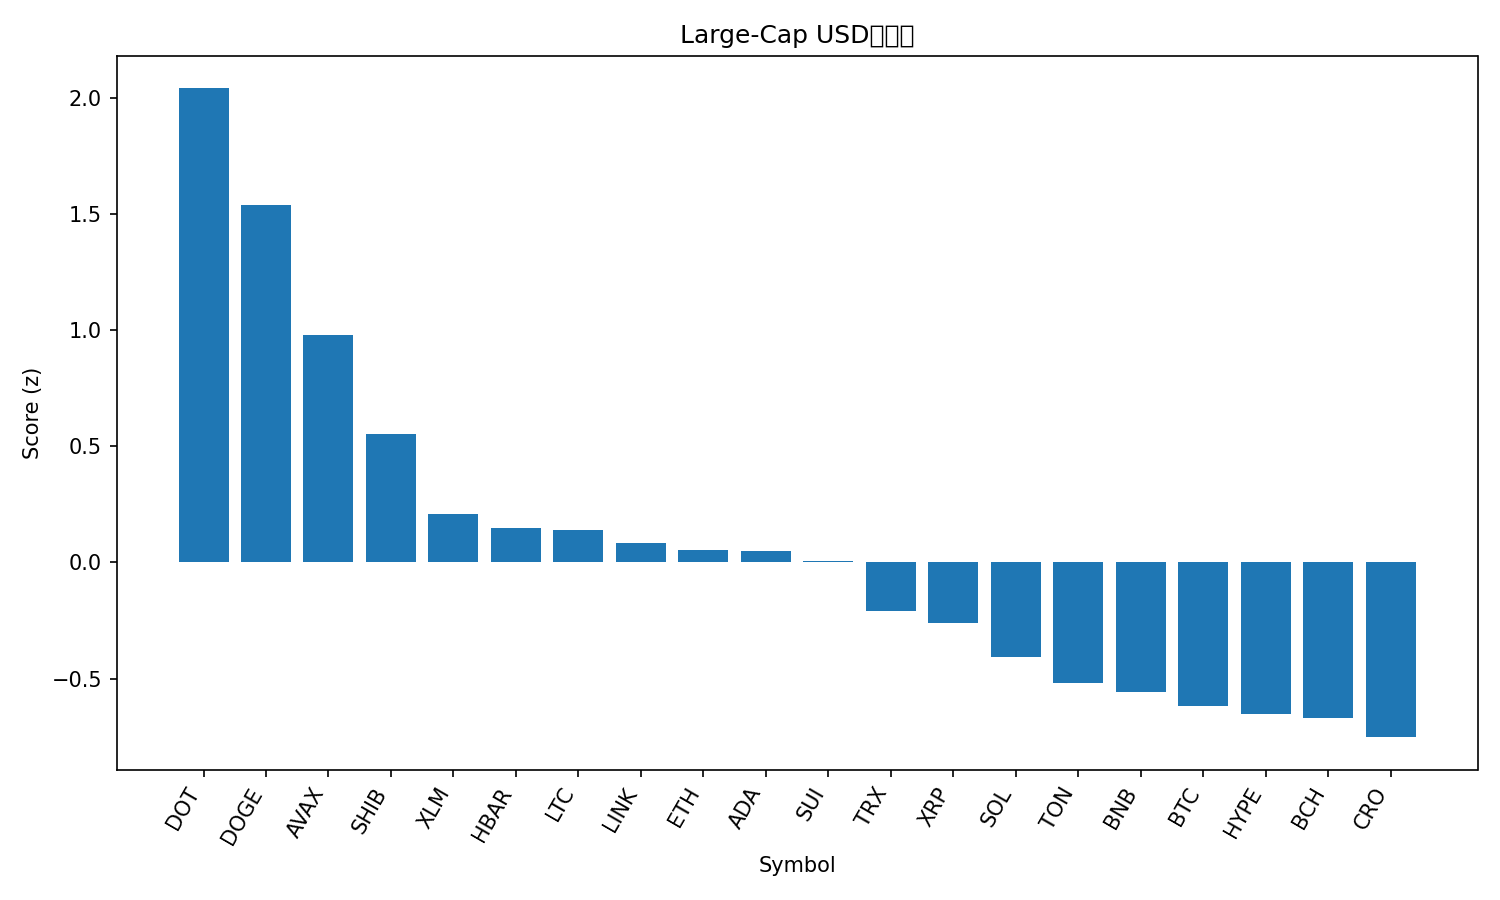 Large-Cap USD
Score (z)
2.0
1.5
1.0
0.5
0.0
−0.5
DOT
DOGE
AVAX
SHIB
XLM
HBAR
LTC
LINK
ETH
ADA
SUI
TRX
XRP
SOL
TON
BNB
BTC
HYPE
BCH
CRO
Symbol